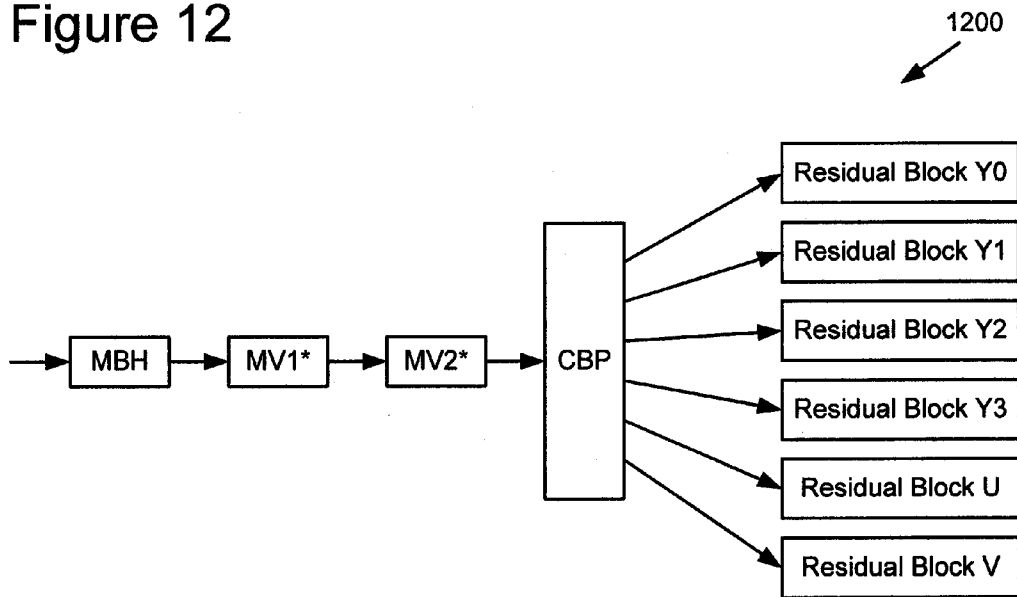 Figure 12
1200
MBH
MV1*
MV2*
CBP
Residual Block Y0
Residual Block Y1
Residual Block Y2
Residual Block Y3
Residual Block U
Residual Block V